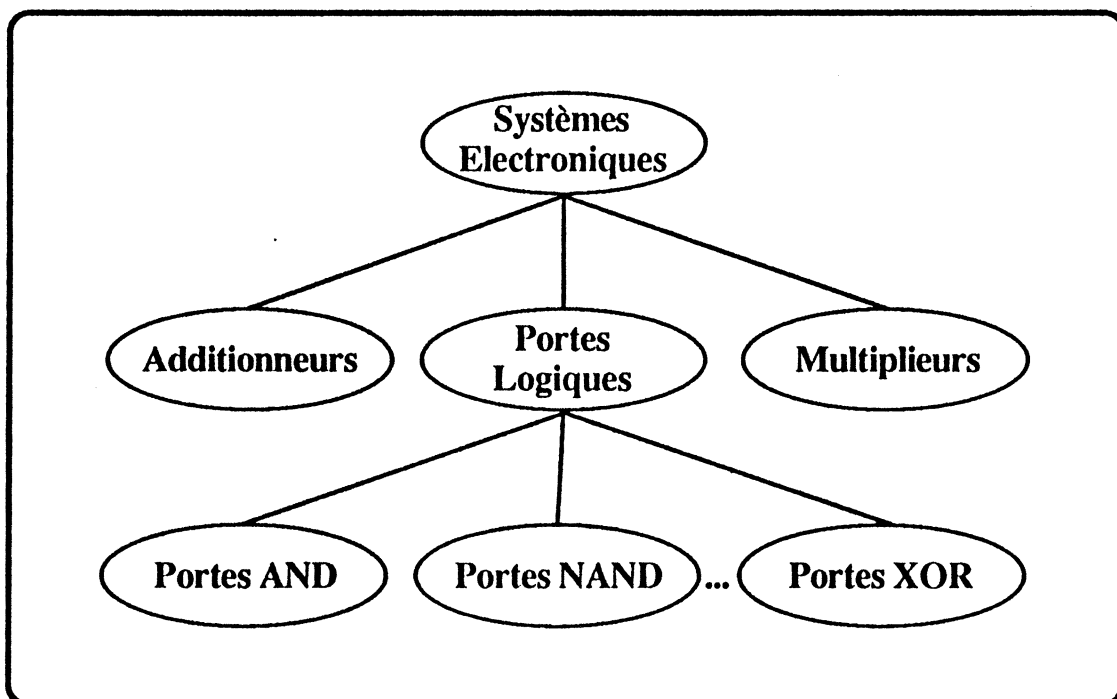 Systèmes
Electroniques
Additionneurs
Portes
Logiques
Multiplieurs
Portes AND
Portes NAND
...
Portes XOR